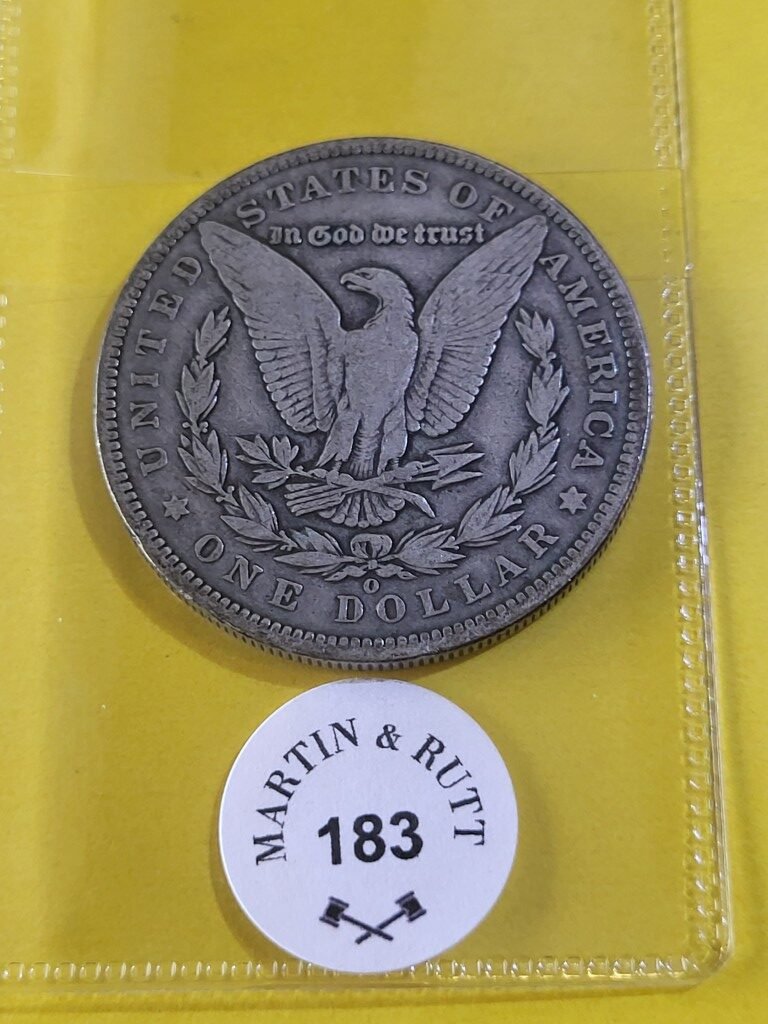 UNITED STATES OF AMERICA
In God we trust
O
ONE DOLLAR
MARTIN & RUTT
183